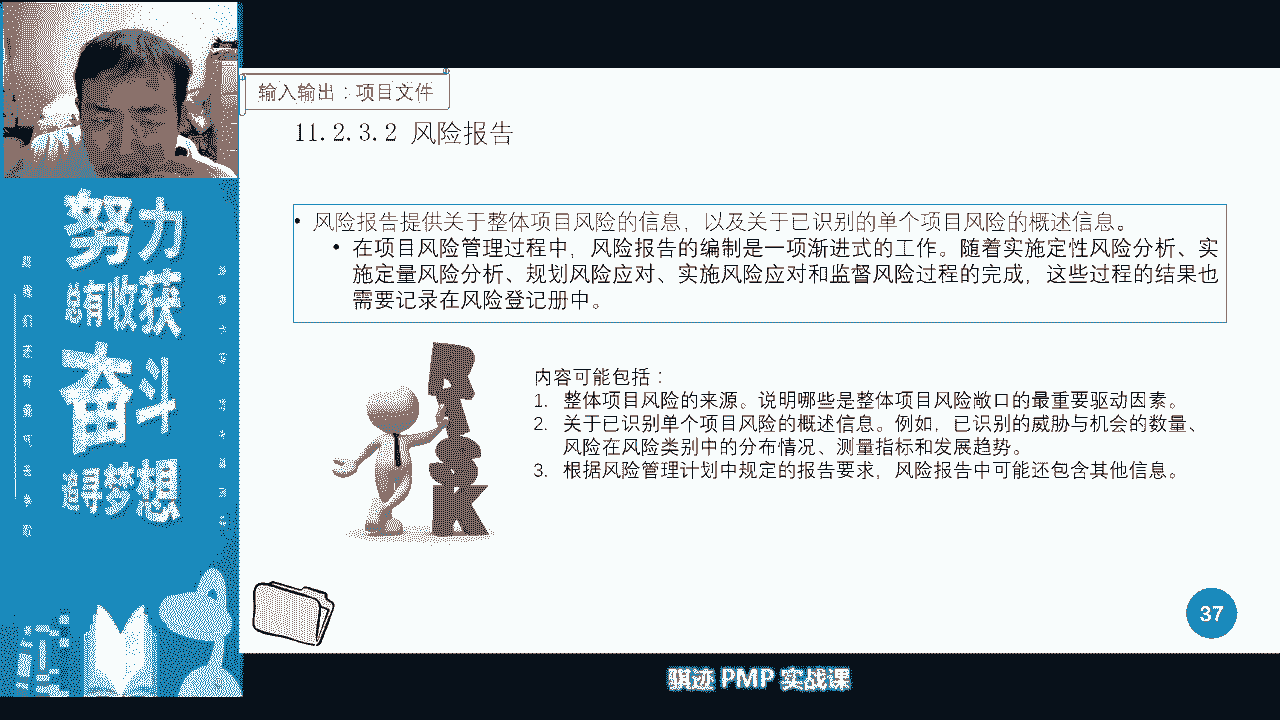 输入输出：项目文件
11.2.3.2 风险报告
• 风险报告提供关于整体项目风险的信息，以及关于已识别的单个项目风险的概述信息。
• 在项目风险管理过程中，风险报告的编制是一项渐进式的工作。随着实施定性风险分析、实
施定量风险分析、规划风险应对、实施风险应对和监督风险过程的完成，这些过程的结果也
需要记录在风险登记册中。
RISK
内容可能包括：
1. 整体项目风险的来源。说明哪些是整体项目风险敞口的最重要驱动因素。
2. 关于已识别单个项目风险的概述信息。例如，已识别的威胁与机会的数量、
风险在风险类别中的分布情况、测量指标和发展趋势。
3. 根据风险管理计划中规定的报告要求，风险报告中可能还包含其他信息。
37
骐迹 PMP 实战课
努力
总有收获
奋斗
追寻梦想